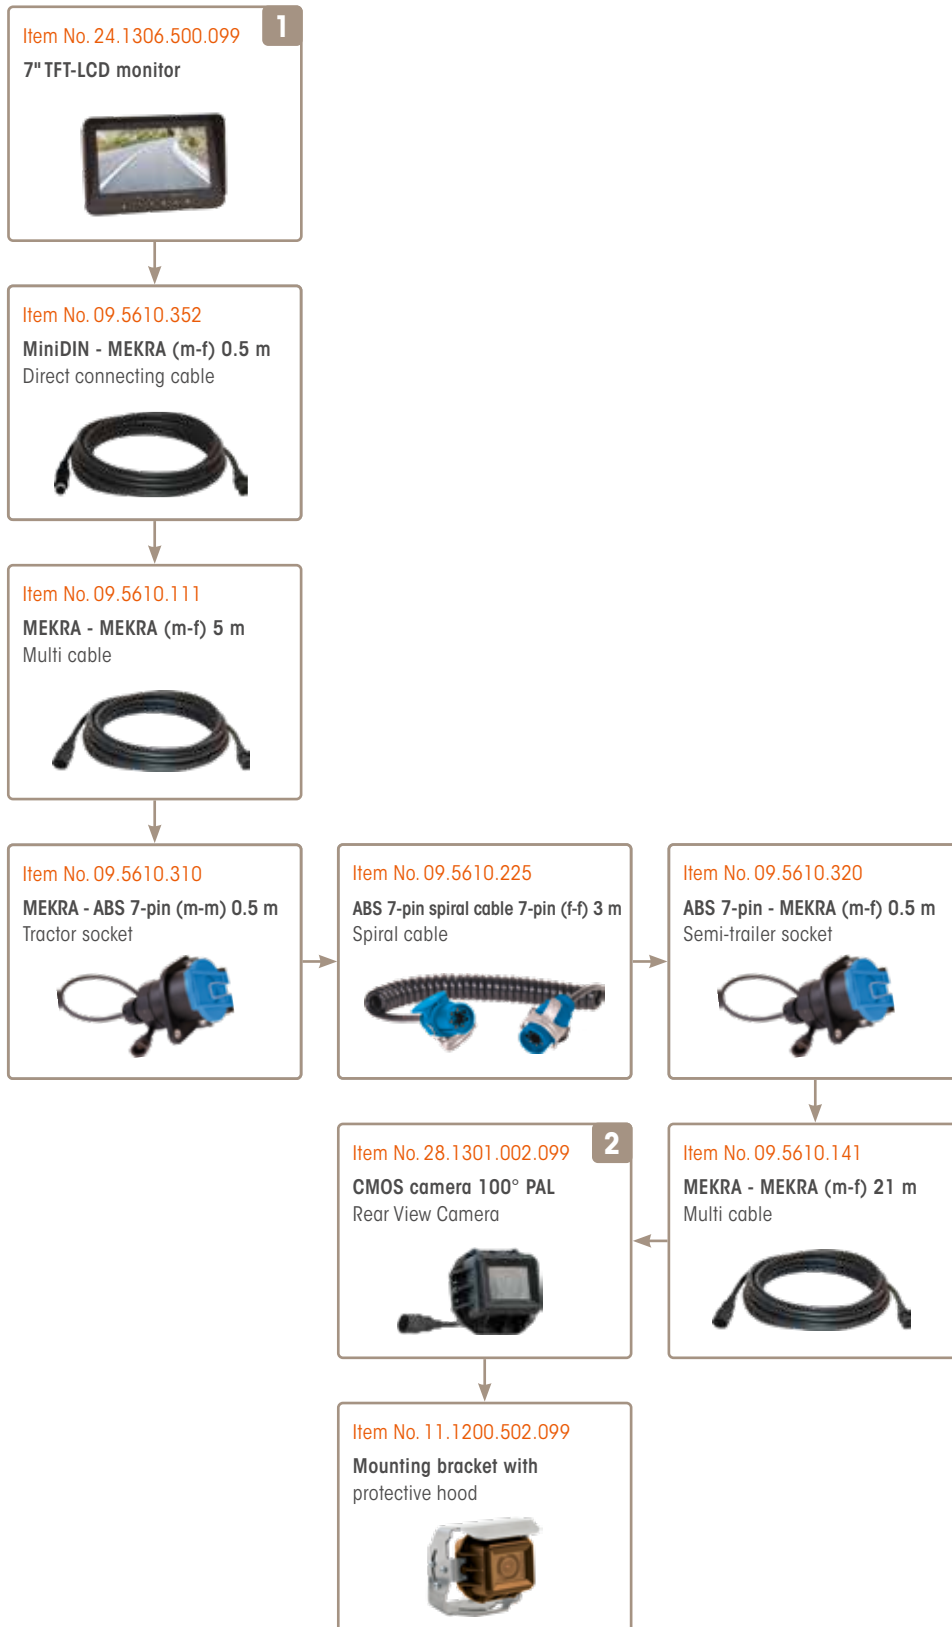 Item No. 24.1306.500.099
1
7" TFT-LCD monitor
Item No. 09.5610.352
MiniDIN - MEKRA (m-f) 0.5 m
Direct connecting cable
Item No. 09.5610.111
MEKRA - MEKRA (m-f) 5 m
Multi cable
Item No. 09.5610.310
MEKRA - ABS 7-pin (m-m) 0.5 m
Tractor socket
Item No. 09.5610.225
ABS 7-pin spiral cable 7-pin (f-f) 3 m
Spiral cable
Item No. 09.5610.320
ABS 7-pin - MEKRA (m-f) 0.5 m
Semi-trailer socket
Item No. 09.5610.141
MEKRA - MEKRA (m-f) 21 m
Multi cable
Item No. 28.1301.002.099
2
CMOS camera 100° PAL
Rear View Camera
Item No. 11.1200.502.099
Mounting bracket with
protective hood